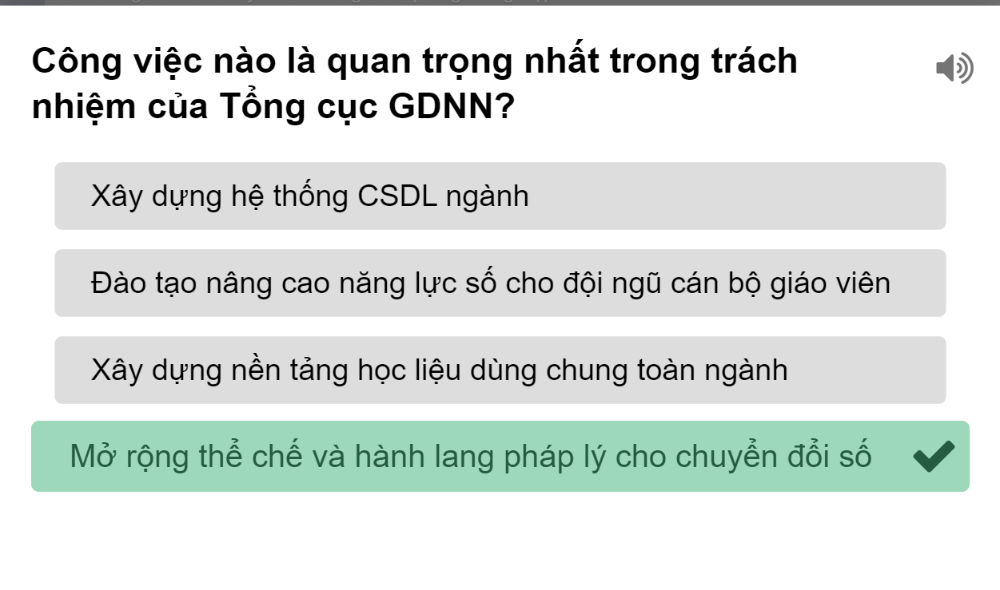 Công việc nào là quan trọng nhất trong trách
nhiệm của Tổng cục GDNN?
Xây dựng hệ thống CSDL ngành
Đào tạo nâng cao năng lực số cho đội ngũ cán bộ giáo viên
Xây dựng nền tảng học liệu dùng chung toàn ngành
Mở rộng thể chế và hành lang pháp lý cho chuyển đổi số